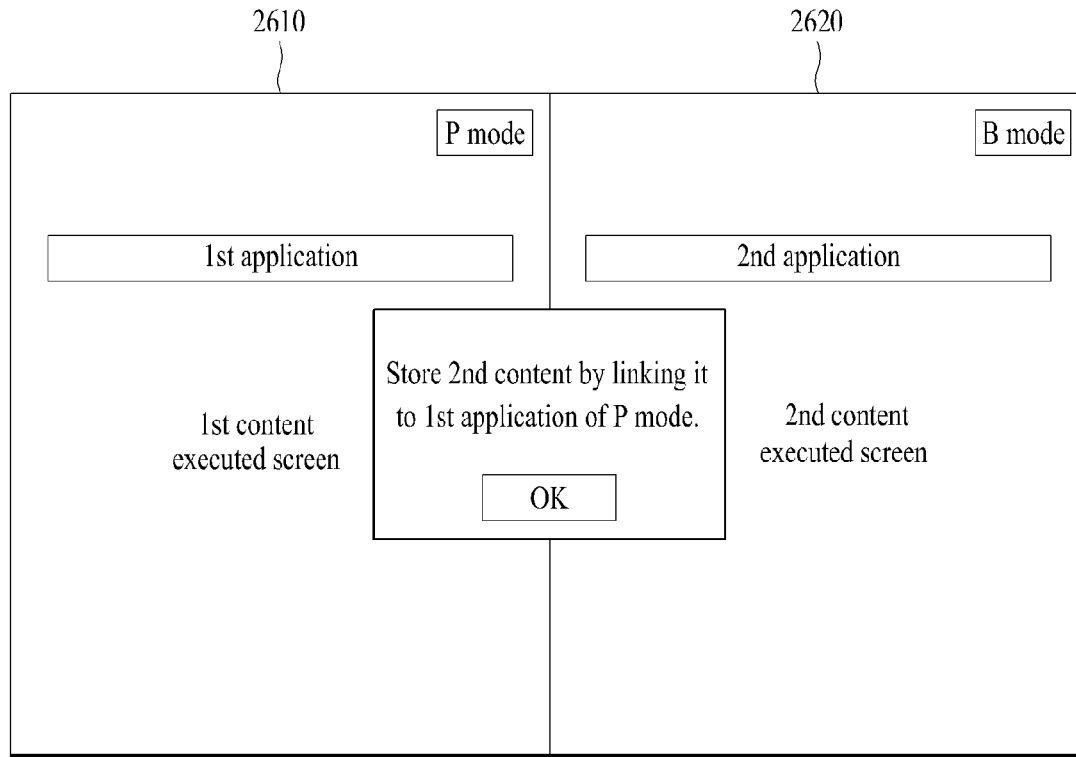 2610
2620
P mode
B mode
1st application
2nd application
Store 2nd content by linking it
to 1st application of P mode.
OK
1st content
executed screen
2nd content
executed screen